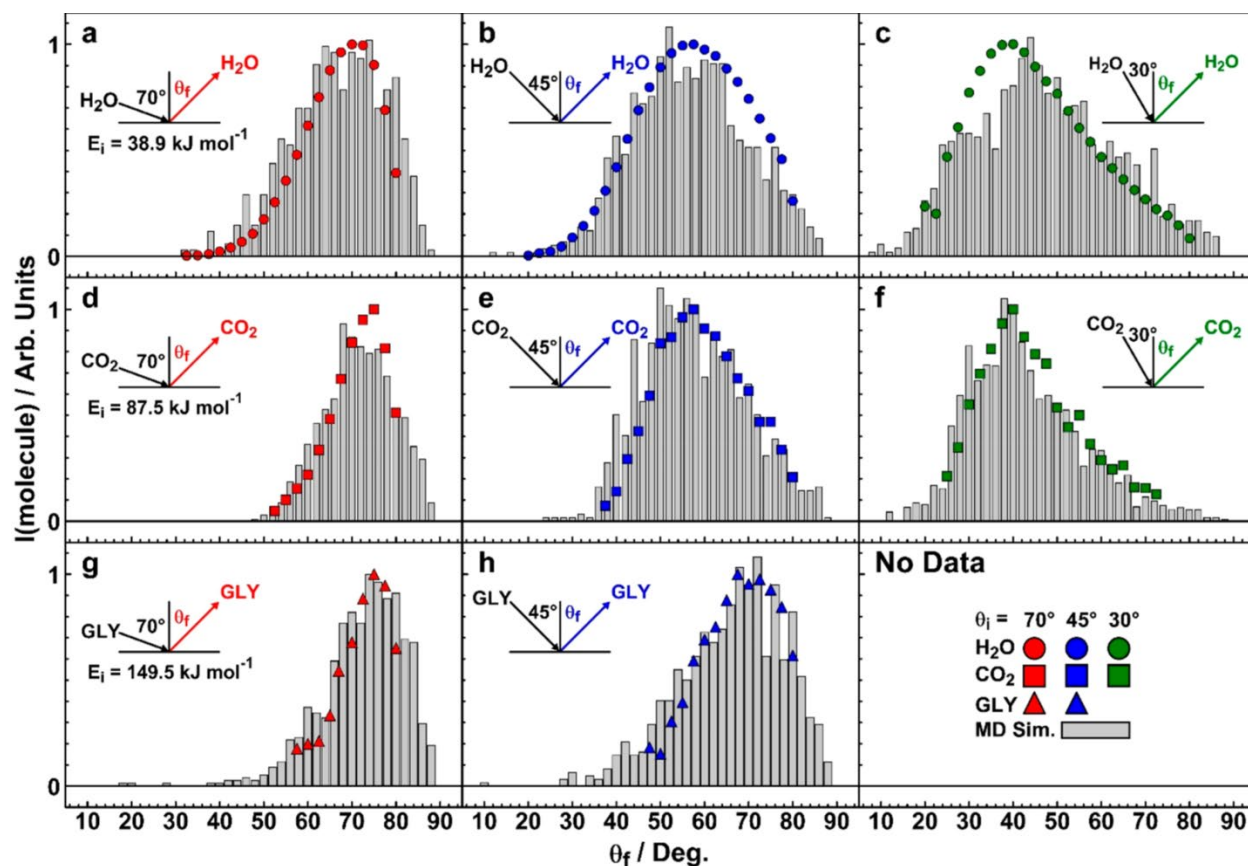 a
H₂O
70°
θf
H₂O
Eᵢ = 38.9 kJ mol⁻¹
b
H₂O
45°
θf
H₂O
c
H₂O
30°
θf
H₂O
1
0
d
CO₂
70°
θf
CO₂
Eᵢ = 87.5 kJ mol⁻¹
e
CO₂
45°
θf
CO₂
f
CO₂
30°
θf
CO₂
1
0
I(molecule) / Arb. Units
g
GLY
70°
θf
GLY
Eᵢ = 149.5 kJ mol⁻¹
h
GLY
45°
θf
GLY
1
0
No Data
θᵢ = 70° 45° 30°
H₂O
CO₂
GLY
MD Sim.
10 20 30 40 50 60 70 80 90 10 20 30 40 50 60 70 80 90 10 20 30 40 50 60 70 80 90
θf / Deg.